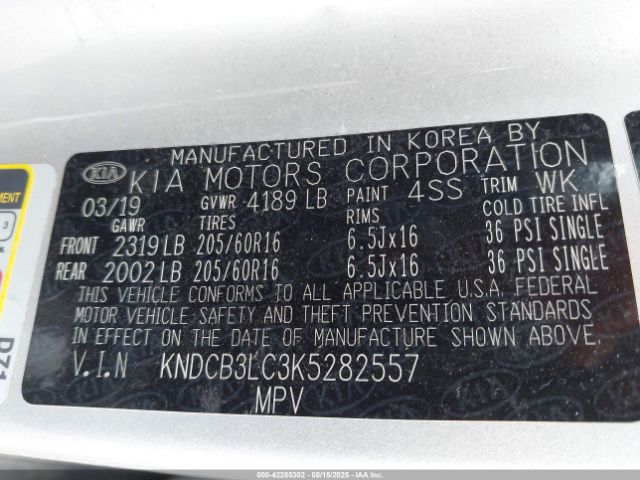 MANUFACTURED IN KOREA BY
KIA KIA MOTORS CORPORATION
03/19 GVWR 4189 LB PAINT 4SS TRIM WK
GAWR TIRES RIMS COLD TIRE INFL
FRONT 2319 LB 205/60R16 6.5Jx16 36 PSI SINGLE
REAR 2002 LB 205/60R16 6.5Jx16 36 PSI SINGLE
THIS VEHICLE CONFORMS TO ALL APPLICABLE U.S.A. FEDERAL
MOTOR VEHICLE SAFETY AND THEFT PREVENTION STANDARDS
IN EFFECT ON THE DATE OF MANUFACTURE SHOWN ABOVE.
V.I.N KNDCB3LC3K5282557
MPV
000-42285302 - 05/15/2025 - IAAI.COM